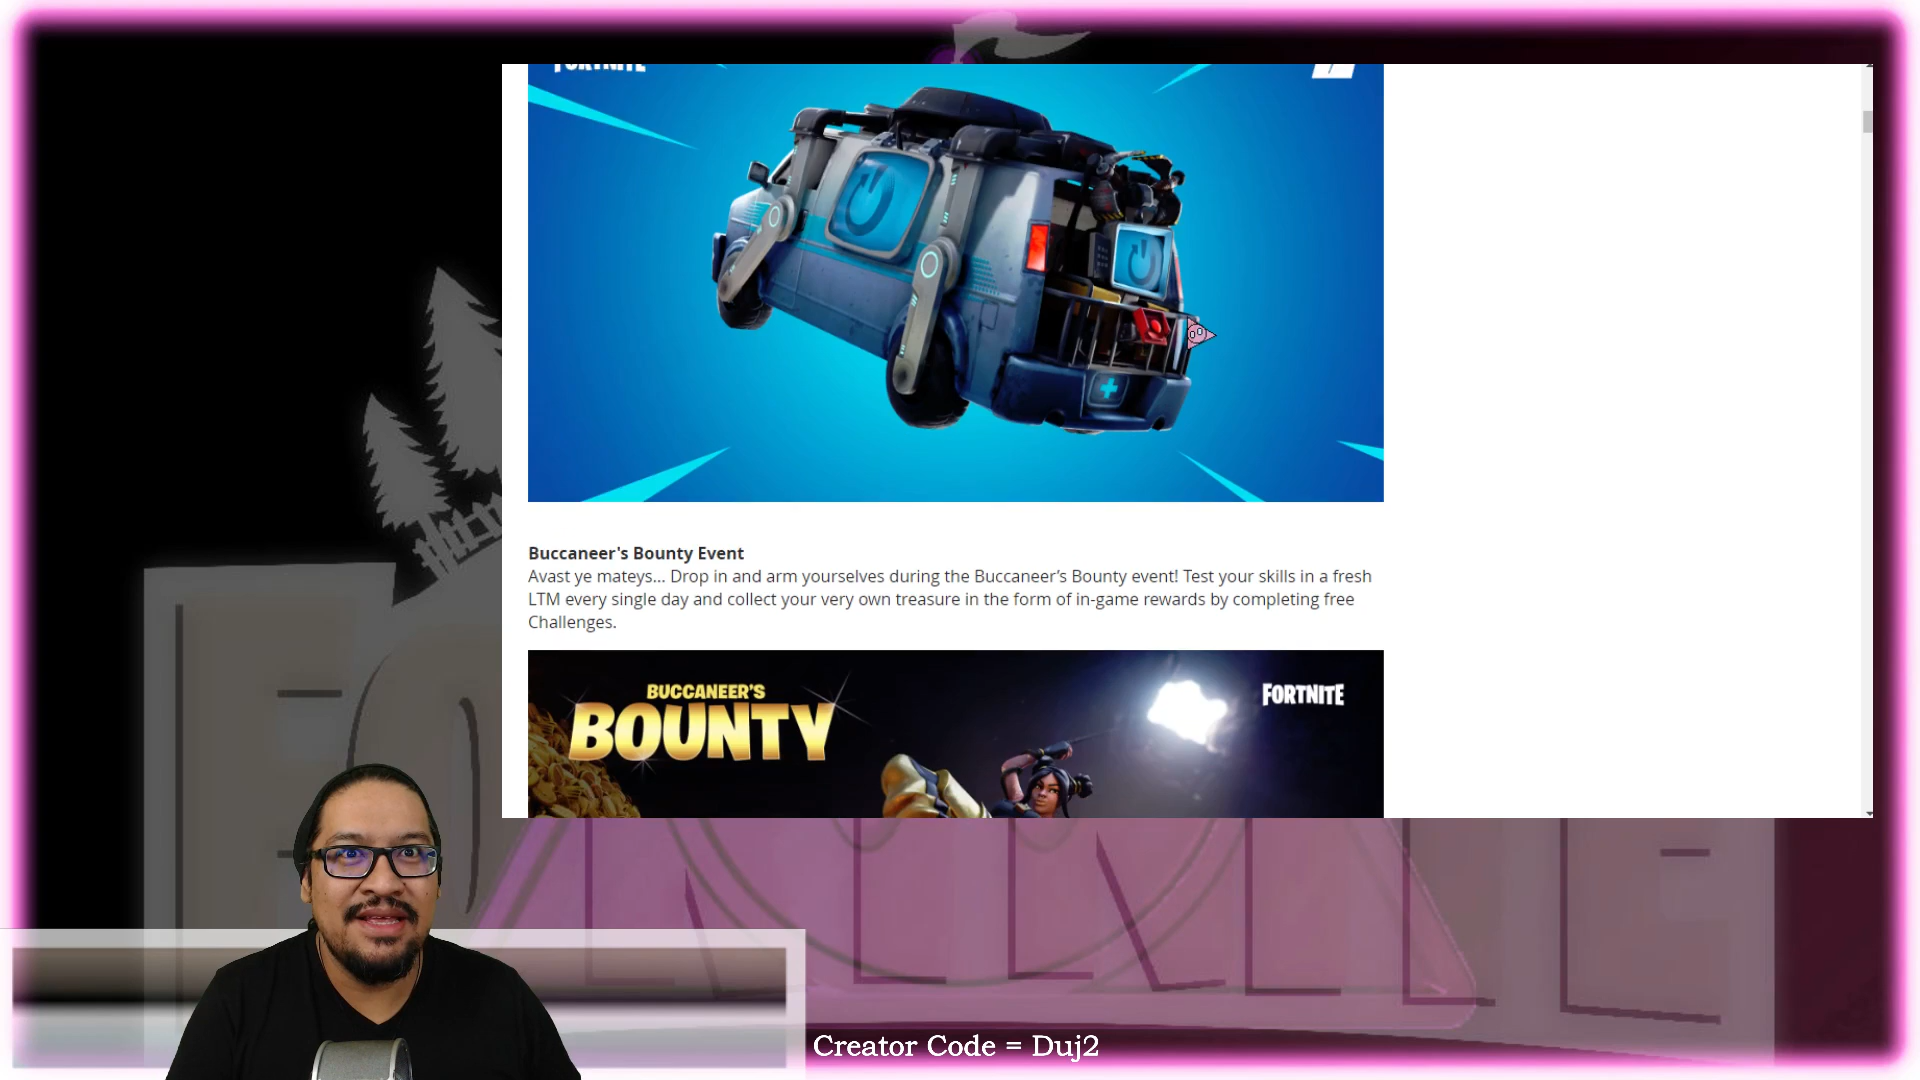 FORTNITE
Buccaneer's Bounty Event
Avast ye mateys... Drop in and arm yourselves during the Buccaneer's Bounty event! Test your skills in a fresh
LTM every single day and collect your very own treasure in the form of in-game rewards by completing free
Challenges.
BUCCANEER'S
BOUNTY
FORTNITE
Creator Code = Duj2